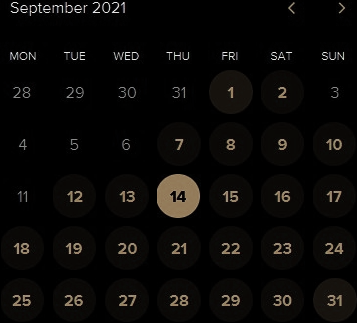 September 2021
MON TUE WED THU FRI SAT SUN
28 29 30 31 1 2 3
4 5 6 7 8 9 10
11 12 13 14 15 16 17
18 19 20 21 22 23 24
25 26 27 28 29 30 31